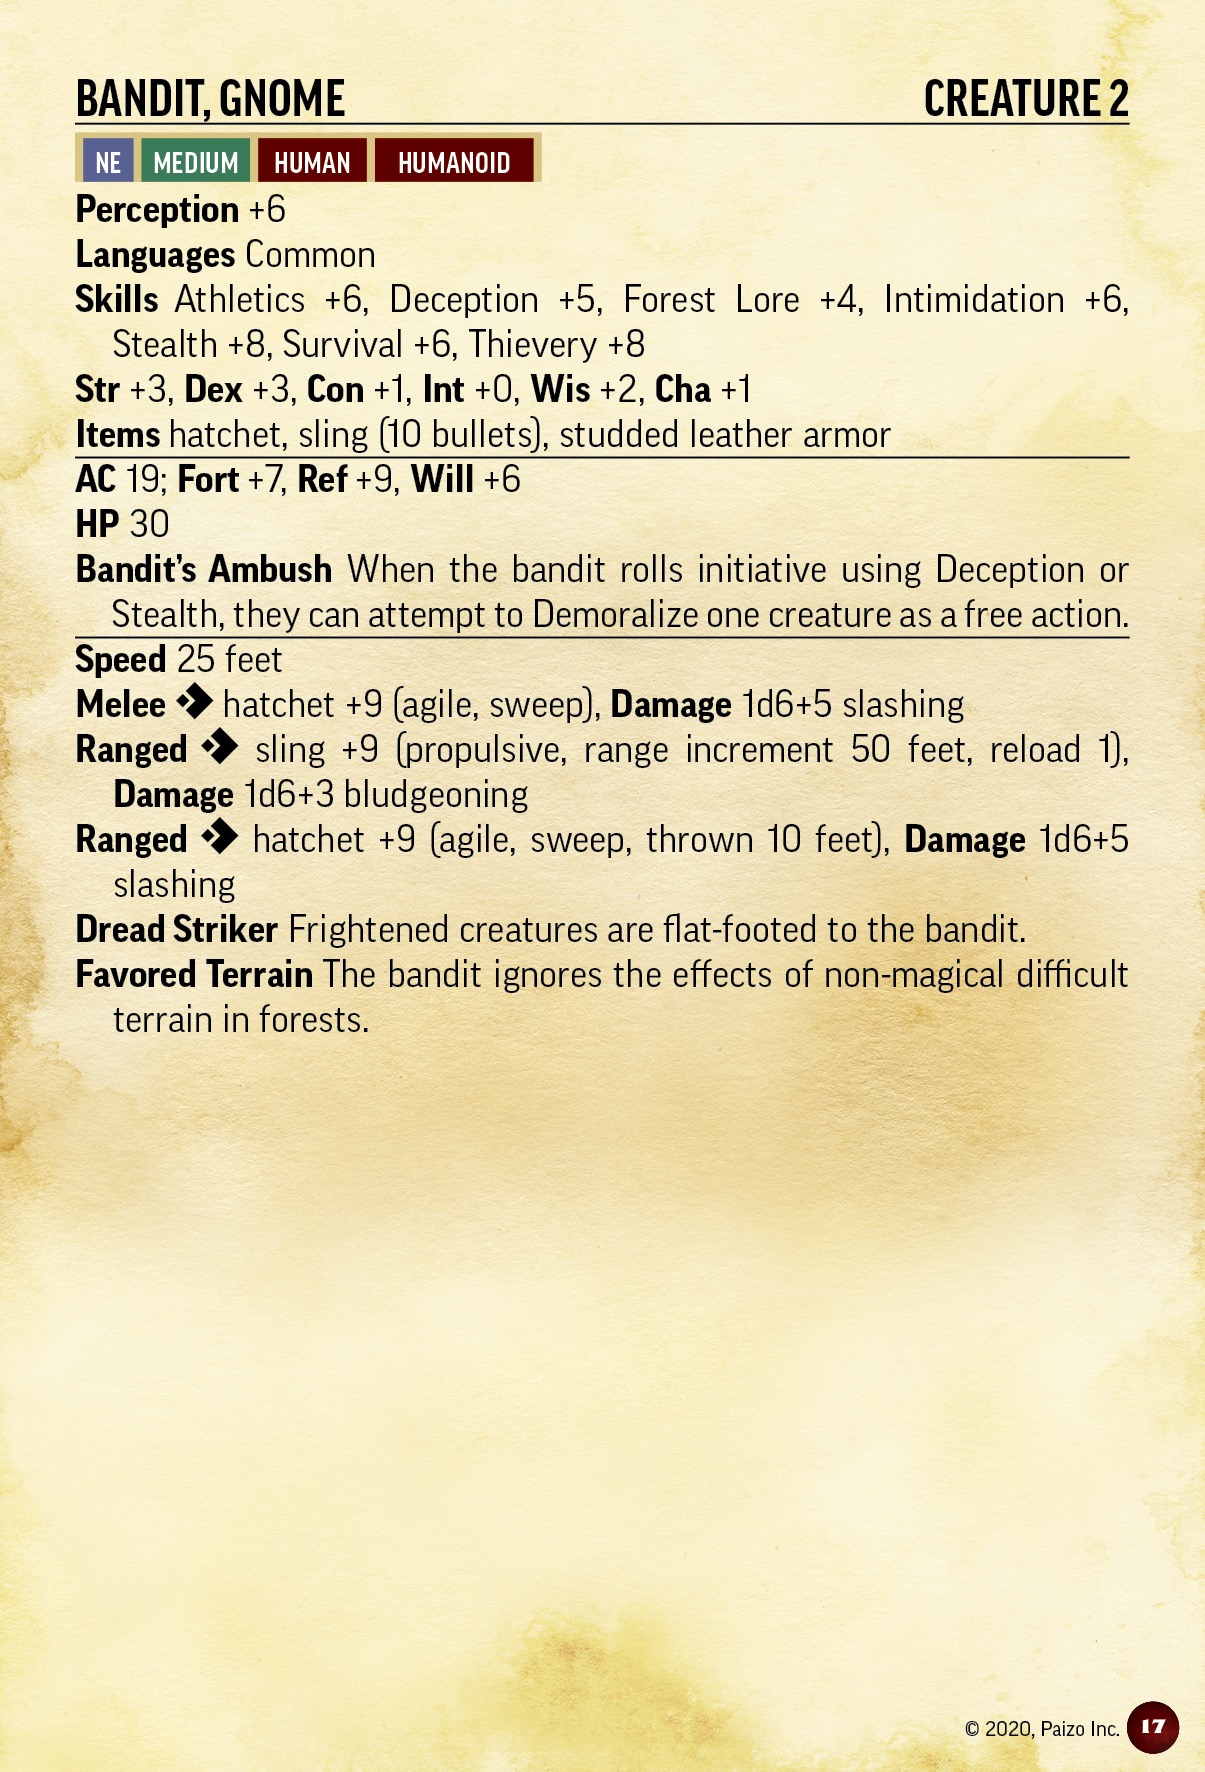 BANDIT, GNOME CREATURE 2
NE MEDIUM HUMAN HUMANOID
Perception +6
Languages Common
Skills Athletics +6, Deception +5, Forest Lore +4, Intimidation +6,
Stealth +8, Survival +6, Thievery +8
Str +3, Dex +3, Con +1, Int +0, Wis +2, Cha +1
Items hatchet, sling (10 bullets), studded leather armor
AC 19; Fort +7, Ref +9, Will +6
HP 30
Bandit's Ambush When the bandit rolls initiative using Deception or
Stealth, they can attempt to Demoralize one creature as a free action.
Speed 25 feet
Melee hatchet +9 (agile, sweep), Damage 1d6+5 slashing
Ranged sling +9 (propulsive, range increment 50 feet, reload 1),
Damage 1d6+3 bludgeoning
Ranged hatchet +9 (agile, sweep, thrown 10 feet), Damage 1d6+5
slashing
Dread Striker Frightened creatures are flat-footed to the bandit.
Favored Terrain The bandit ignores the effects of non-magical difficult
terrain in forests.
© 2020, Paizo Inc. 17